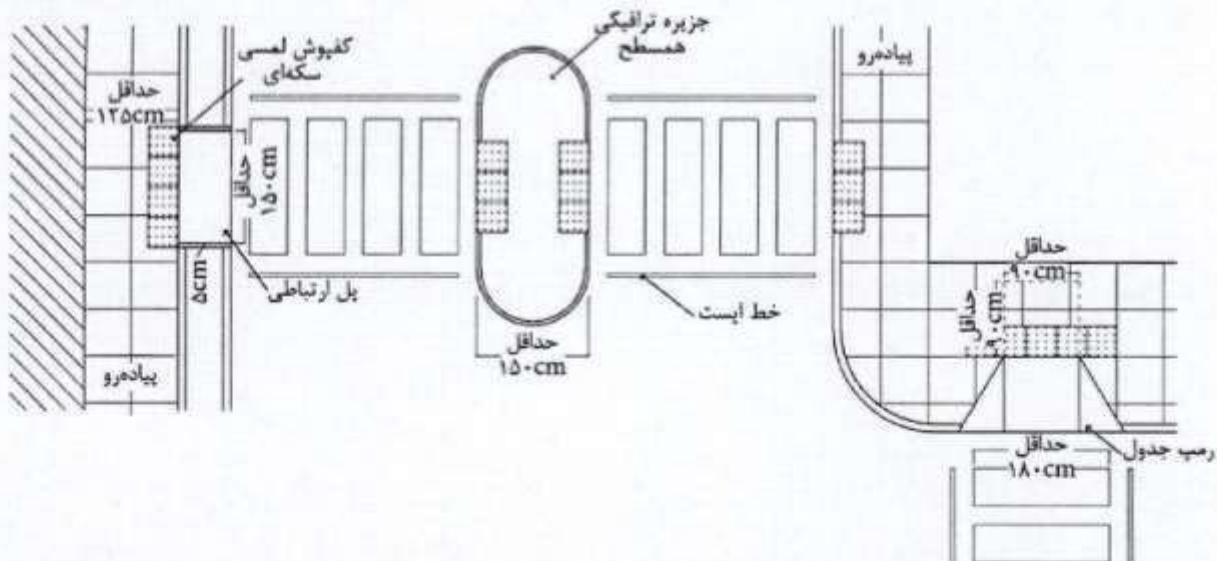 جزیره ترافیکی
همسطح
کفپوش لمسی
سکه‌ای
پیاده‌رو
حداقل
۱۲۵cm
حداقل
۱۵۰cm
۵cm
پل ارتباطی
پیاده‌رو
حداقل
۱۵۰cm
خط ایست
حداقل
۹۰cm
حداقل
۹۰cm
رمپ جدول
حداقل
۱۸۰cm